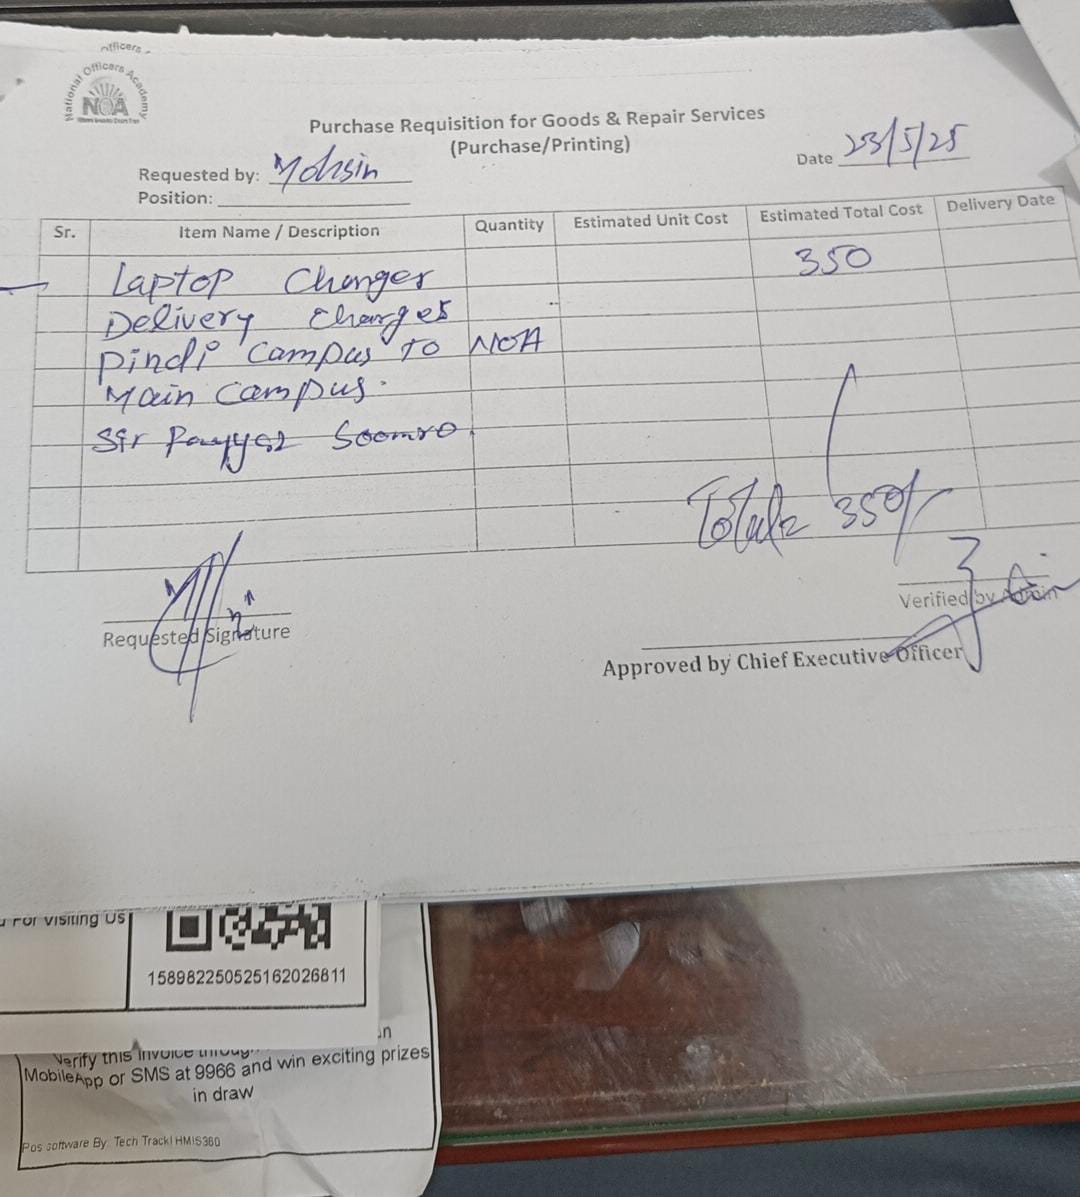 officers
National Officers Academy
NOA
Purchase Requisition for Goods & Repair Services
(Purchase/Printing)
Requested by: Mohsin
Date 23/5/25
Position:
Sr. Item Name / Description Quantity Estimated Unit Cost Estimated Total Cost Delivery Date
Laptop Charger 350
Delivery Charges
Pindi Campus To NOA
Main Campus.
Sir Soomro
Total= 350/-
Requested Signature
Verified by Admin
Approved by Chief Executive Officer
For Visiting Us
158982250525162026811
Verify this invoice through
MobileApp or SMS at 9966 and win exciting prizes
in draw
Pos software By: Tech Track| HMIS360